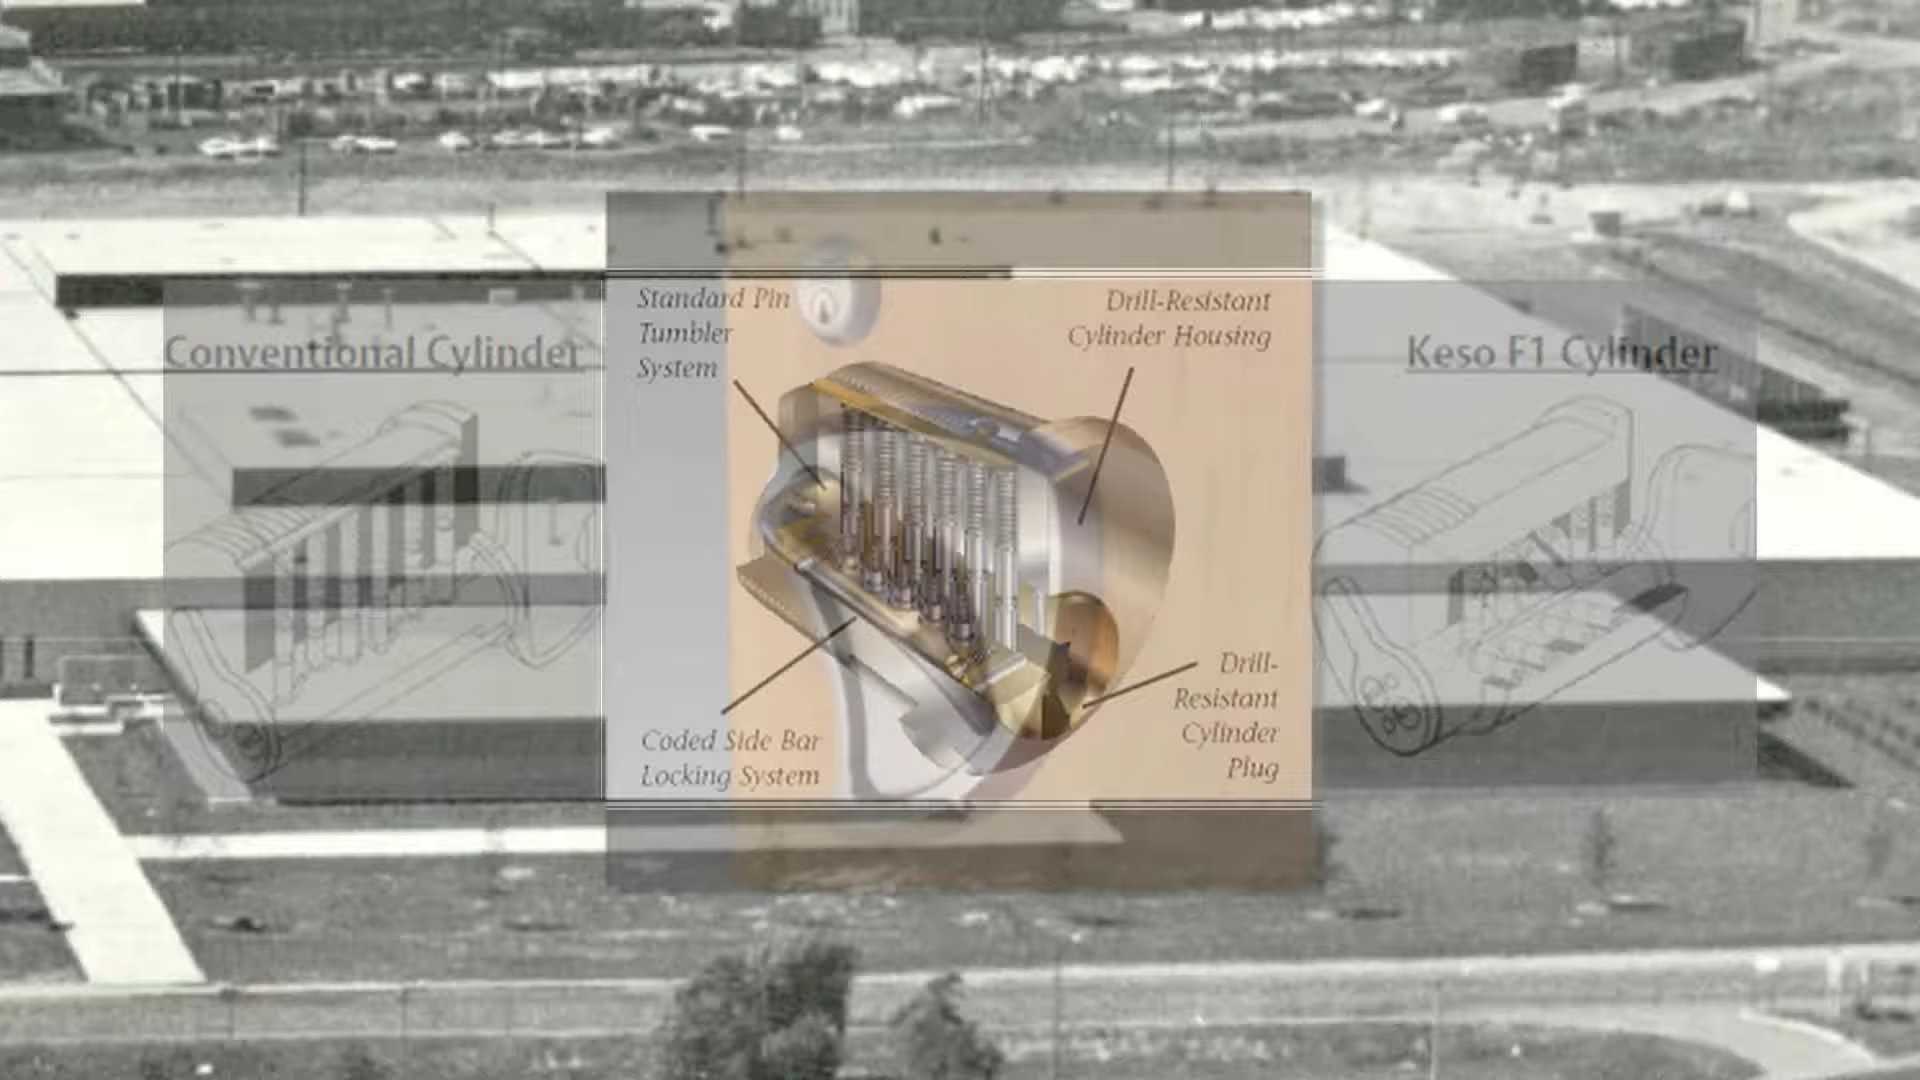 Conventional Cylinder
Standard Pin
Tumbler
System
Drill-Resistant
Cylinder Housing
Keso F1 Cylinder
Coded Side Bar
Locking System
Drill-
Resistant
Cylinder
Plug